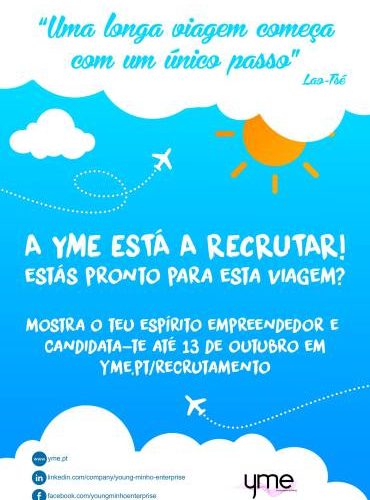 “Uma longa viagem começa
com um único passo”
Lao-Tsé
A YME ESTÁ A RECRUTAR!
ESTÁS PRONTO PARA ESTA VIAGEM?
MOSTRA O TEU ESPÍRITO EMPREENDEDOR E
CANDIDATA-TE ATÉ 13 DE OUTUBRO EM
YME.PT/RECRUTAMENTO
www yme.pt
in linkedin.com/company/young-minho-enterprise
f facebook.com/youngminhoenterprise
yme